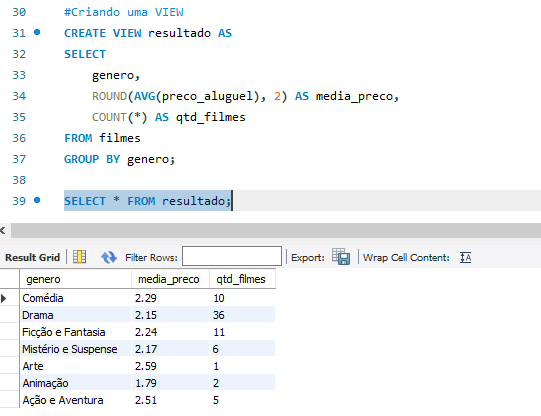 30 #Criando uma VIEW
31 CREATE VIEW resultado AS
32 SELECT
33 genero,
34 ROUND(AVG(preco_aluguel), 2) AS media_preco,
35 COUNT(*) AS qtd_filmes
36 FROM filmes
37 GROUP BY genero;
38
39 SELECT * FROM resultado;
Result Grid Filter Rows: Export: Wrap Cell Content: IA
genero media_preco qtd_filmes
Comédia 2.29 10
Drama 2.15 36
Ficção e Fantasia 2.24 11
Mistério e Suspense 2.17 6
Arte 2.59 1
Animação 1.79 2
Ação e Aventura 2.51 5